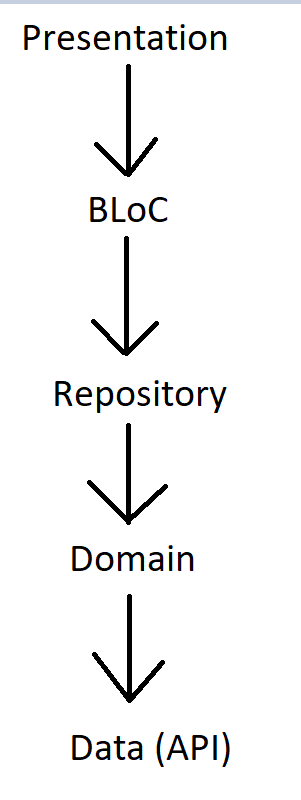 Presentation
BLoC
Repository
Domain
Data (API)